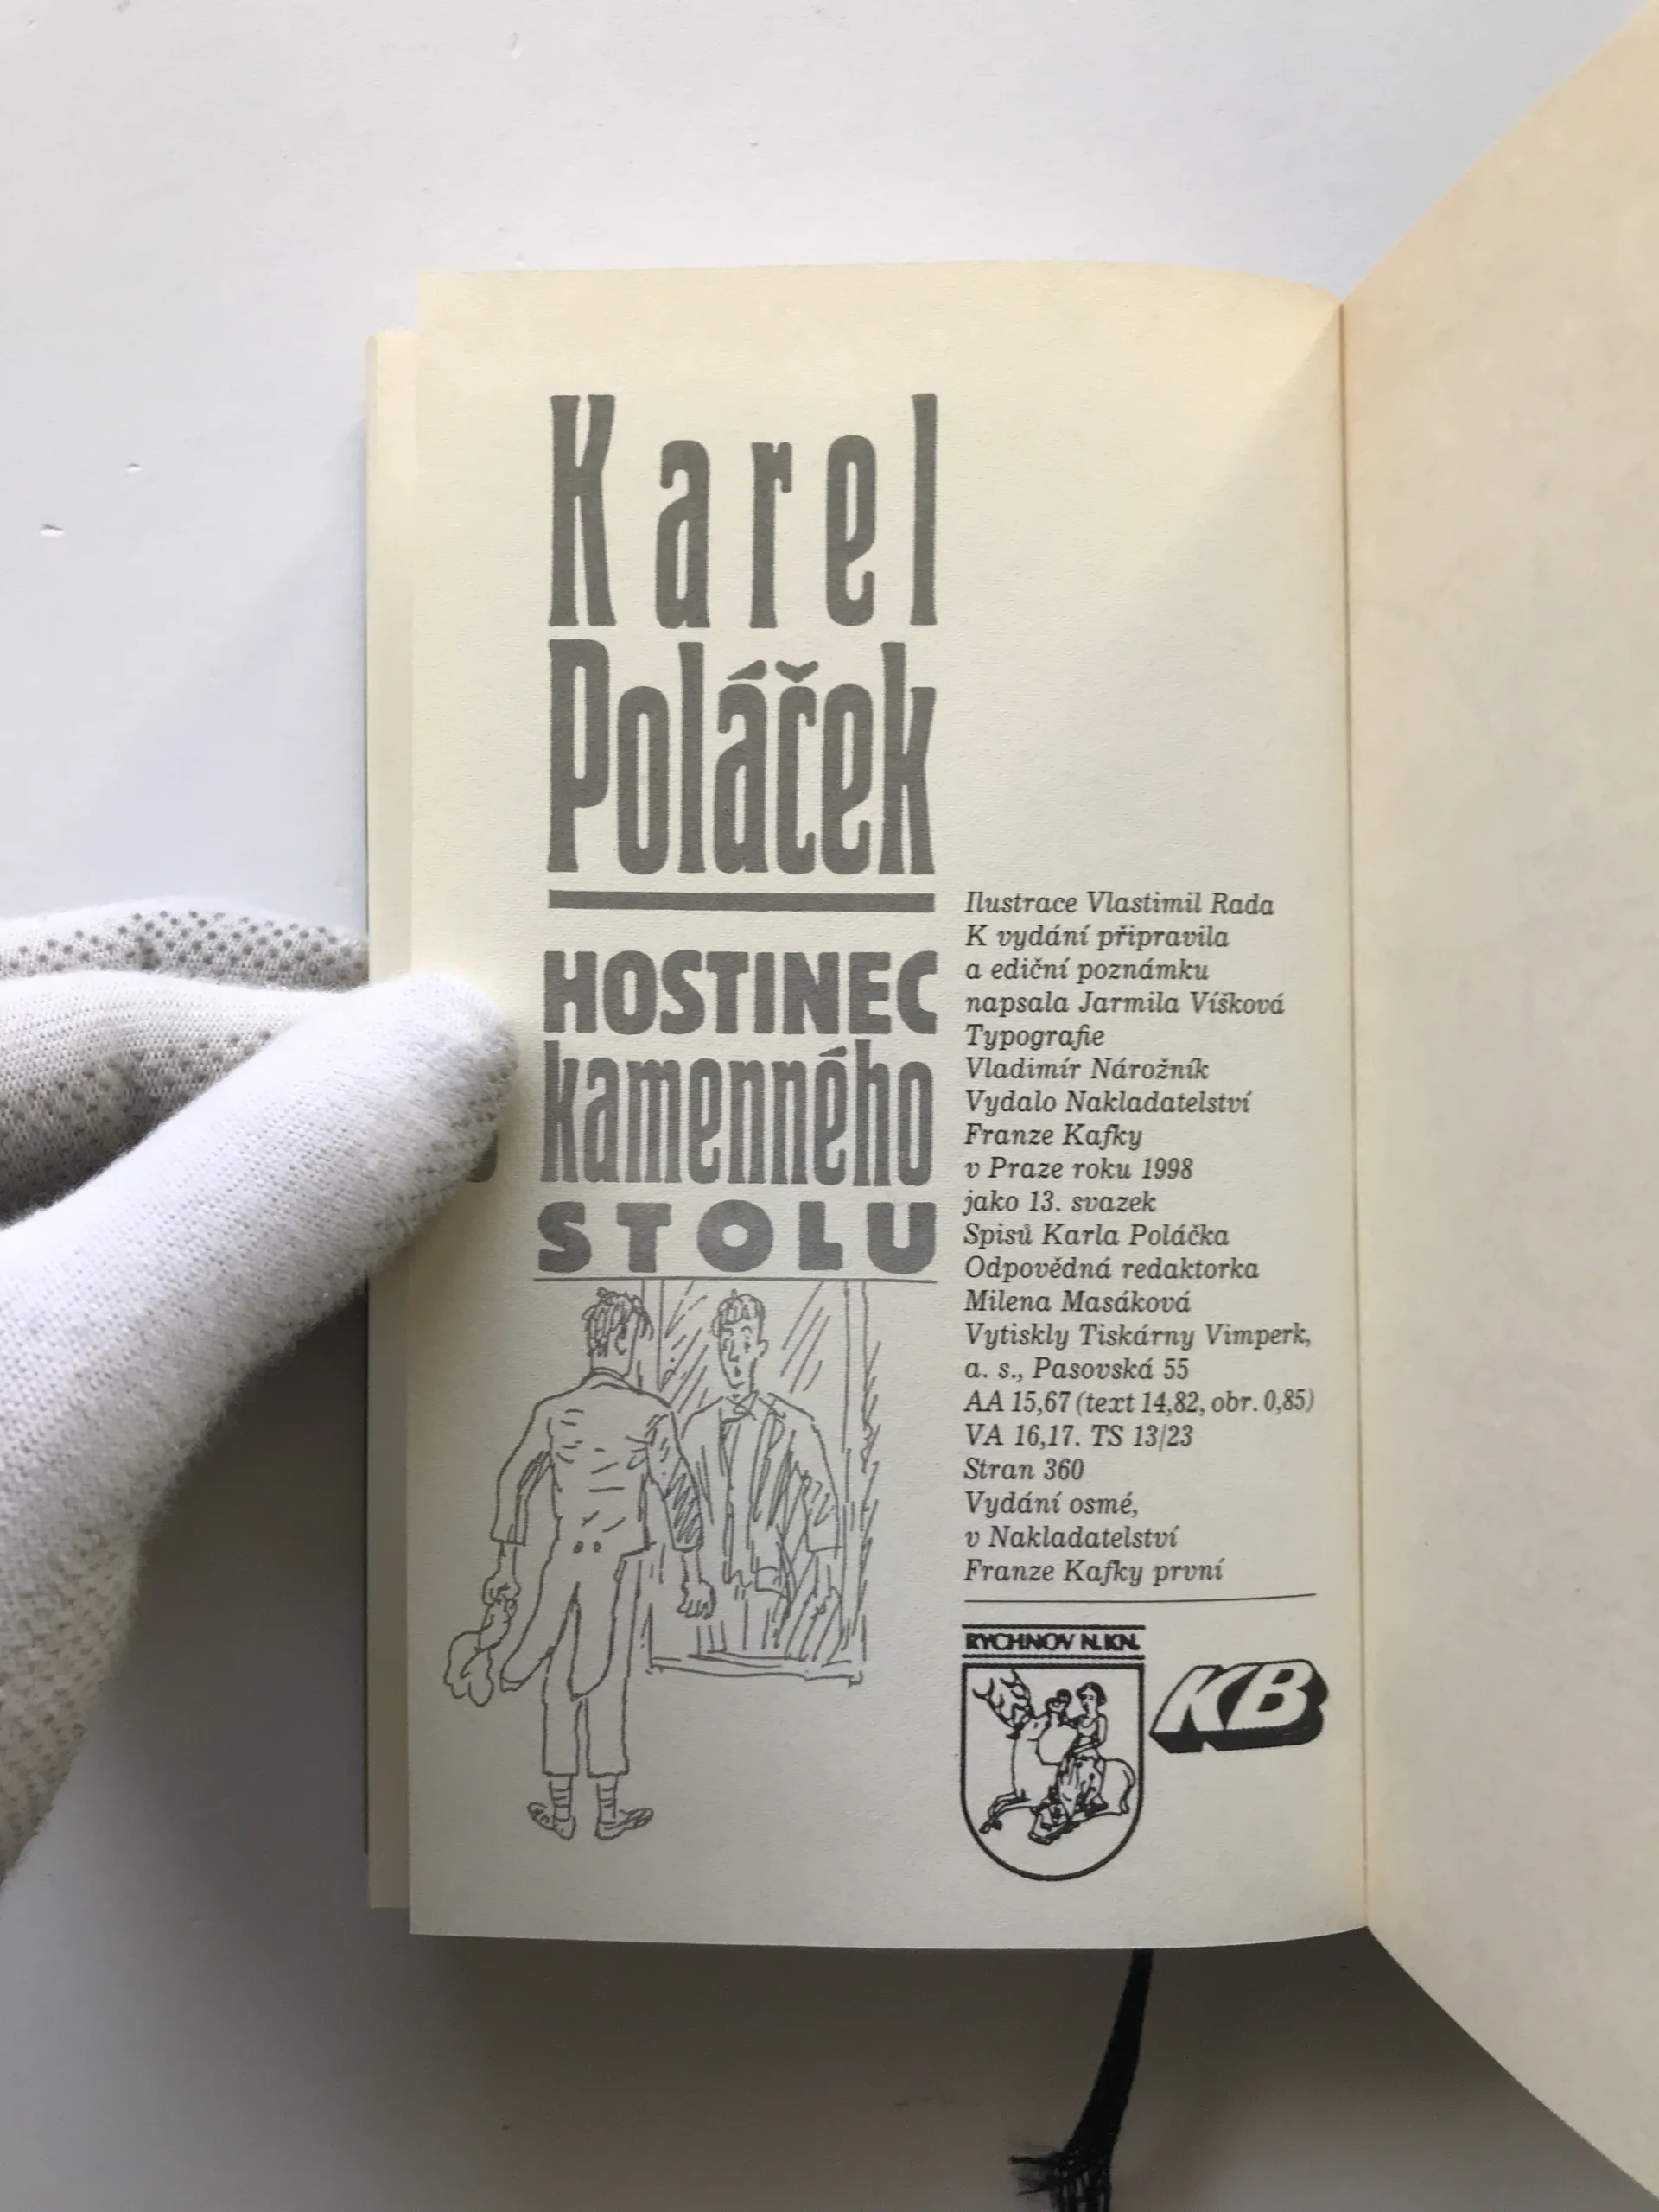 Karel
Poláček
HOSTINEC
kamenného
STOLU
Ilustrace Vlastimil Rada
K vydání připravila
a ediční poznámku
napsala Jarmila Víšková
Typografie
Vladimír Nárožník
Vydalo Nakladatelství
Franze Kafky
v Praze roku 1998
jako 13. svazek
Spisů Karla Poláčka
Odpovědná redaktorka
Milena Masáková
Vytiskly Tiskárny Vimperk,
a. s., Pasovská 55
AA 15,67 (text 14,82, obr. 0,85)
VA 16,17. TS 13/23
Stran 360
Vydání osmé,
v Nakladatelství
Franze Kafky první
RYCHNOV N. KN.
KB